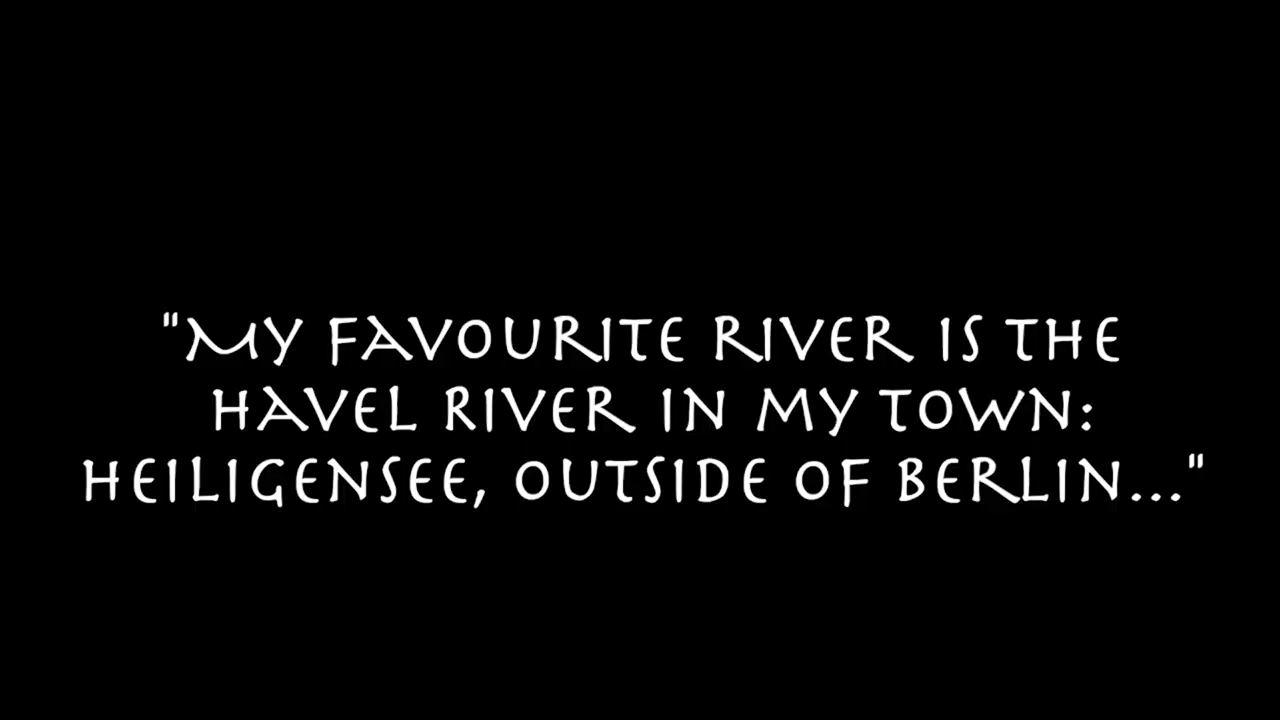 "My favourite river is the
Havel River in my town:
Heiligensee, outside of Berlin..."